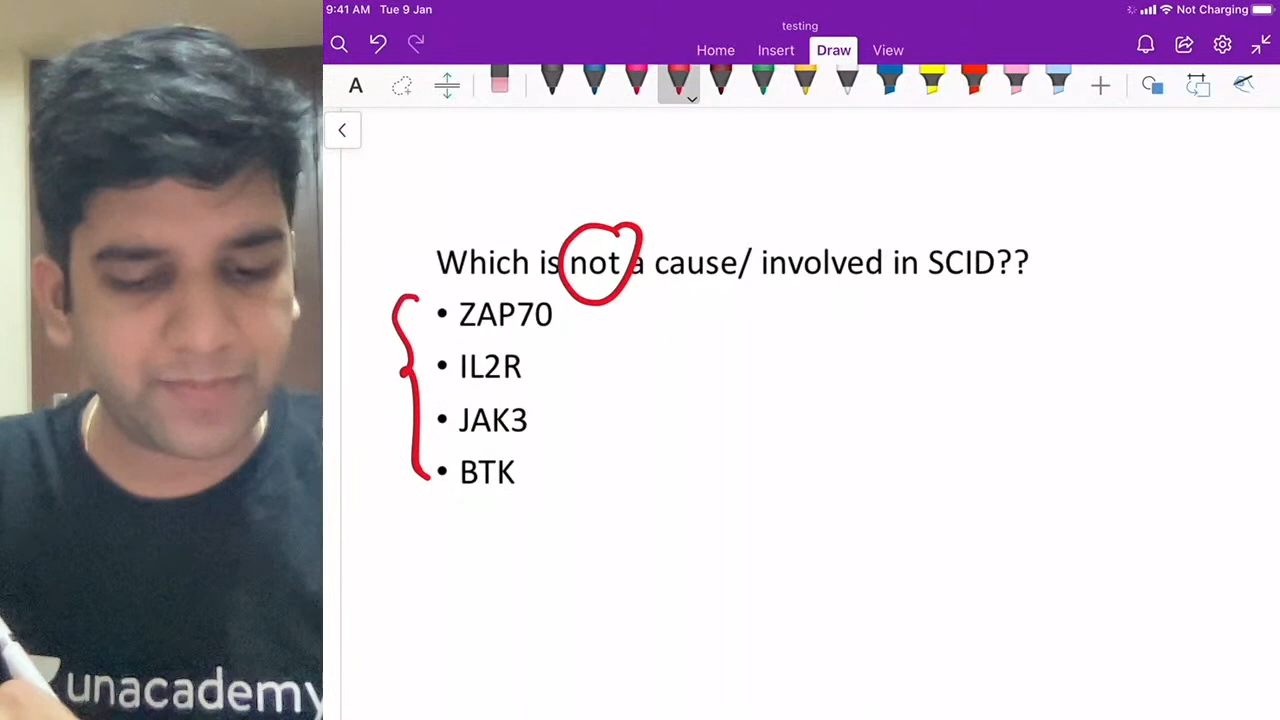 9:41 AM Tue 9 Jan
Not Charging
testing
Home Insert Draw View
A
Which is not a cause/ involved in SCID??
• ZAP70
• IL2R
• JAK3
• BTK
unacademy